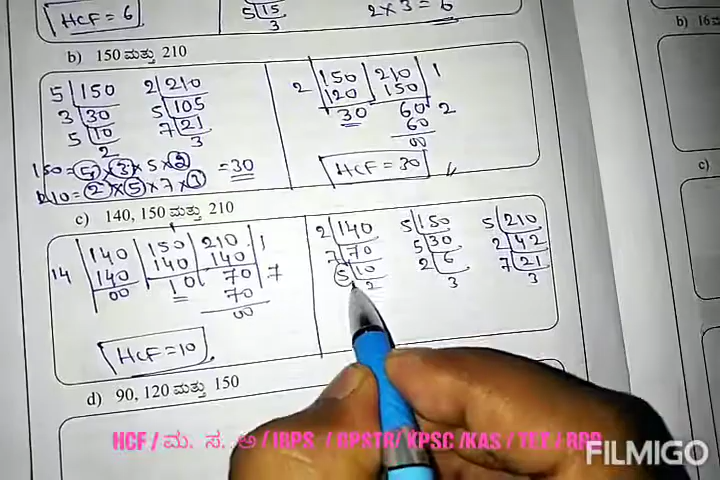 HCF = 6
5 15
3
2 × 3 = 6
b) 16
b) 150 ಮತ್ತು 210
5 150
3 30
5 10
2
2 210
5 105
7 21
3
150 = 5 × 3 × 5 × 2
210 = 2 × 5 × 7 × 3
= 30
2 150 210 1
120 150
30 60 2
60
00
HCF = 30
c)
c) 140, 150 ಮತ್ತು 210
14 140 150 210 1
140 140 140
00 10 70 7
70
00
HCF = 10
2 140
7 70
5 10
2
5 150
5 30
2 6
3
5 210
2 42
7 21
3
d) 90, 120 ಮತ್ತು 150
HCF / ಮ. ಸ. ಅ / IBPS / GPSTR/ KPSC /KAS / TET / RRB
FILMIGO